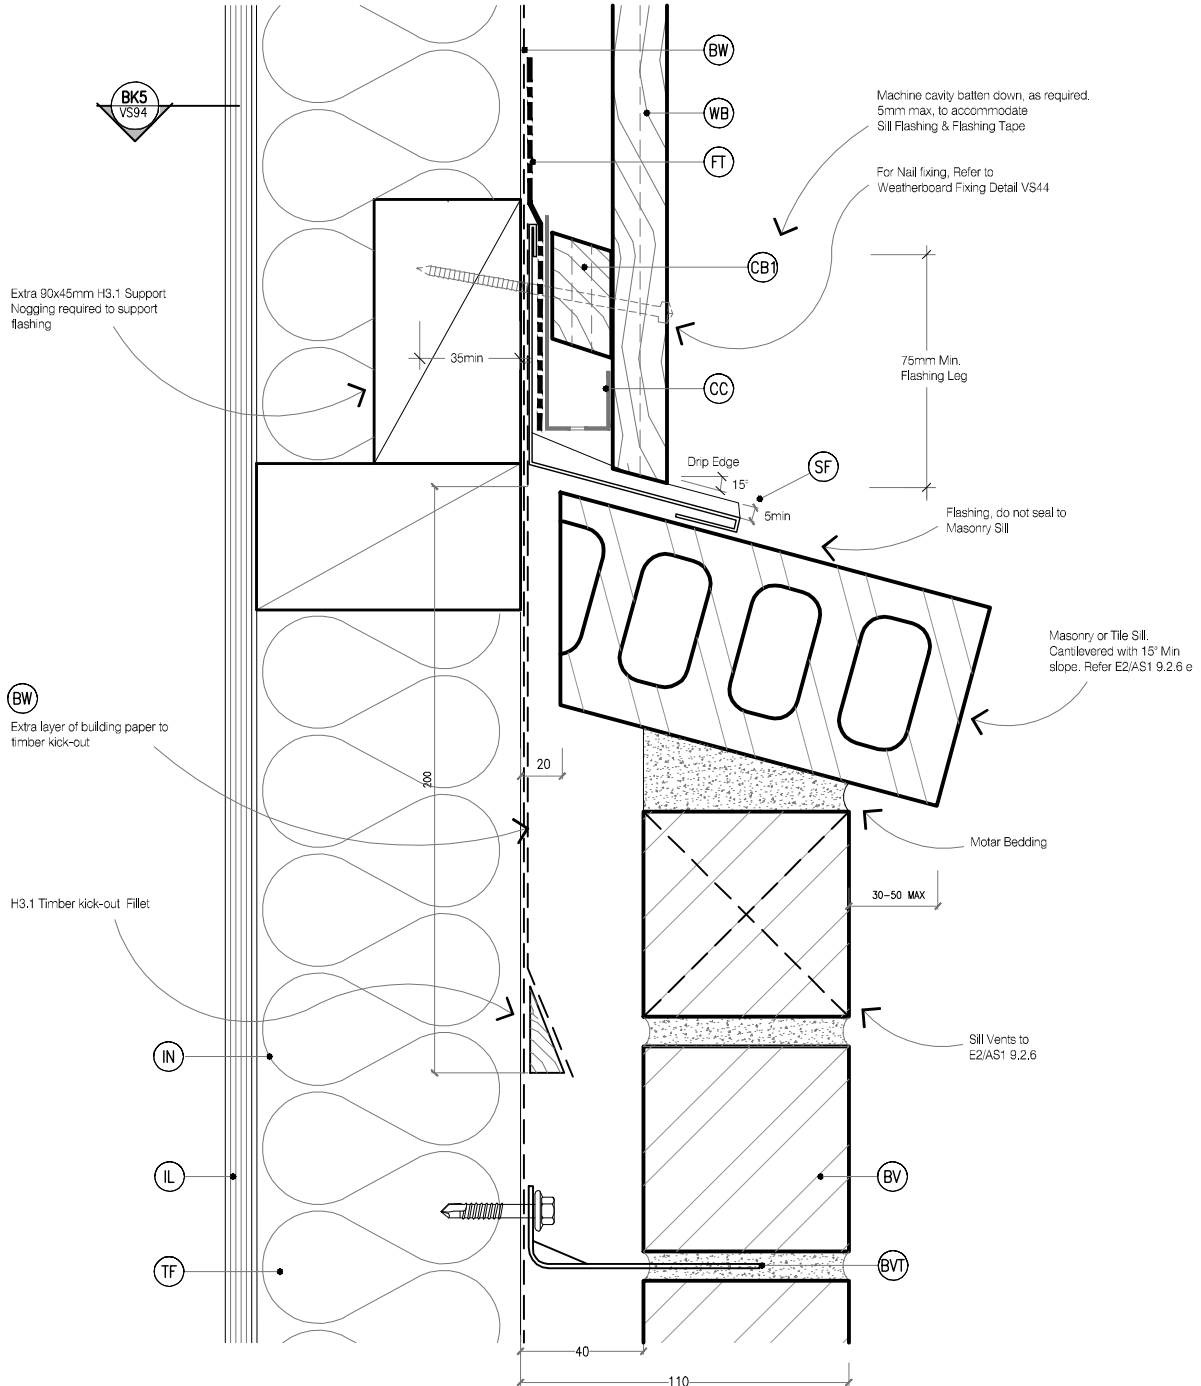 BW
BK5
VS94
WB
Machine cavity batten down, as required.
5mm max, to accommodate
Sill Flashing & Flashing Tape
FT
For Nail fixing, Refer to
Weatherboard Fixing Detail VS44
CB1
Extra 90x45mm H3.1 Support
Nogging required to support
flashing
35min
75mm Min.
Flashing Leg
CC
Drip Edge
15°
SF
5min
Flashing, do not seal to
Masonry Sill
Masonry or Tile Sill.
Cantilevered with 15° Min
slope. Refer E2/AS1 9.2.6 e
BW
Extra layer of building paper to
timber kick-out
200
20
Motar Bedding
30-50 MAX
H3.1 Timber kick-out Fillet
Sill Vents to
E2/AS1 9.2.6
IN
IL
BV
TF
BVT
40
110